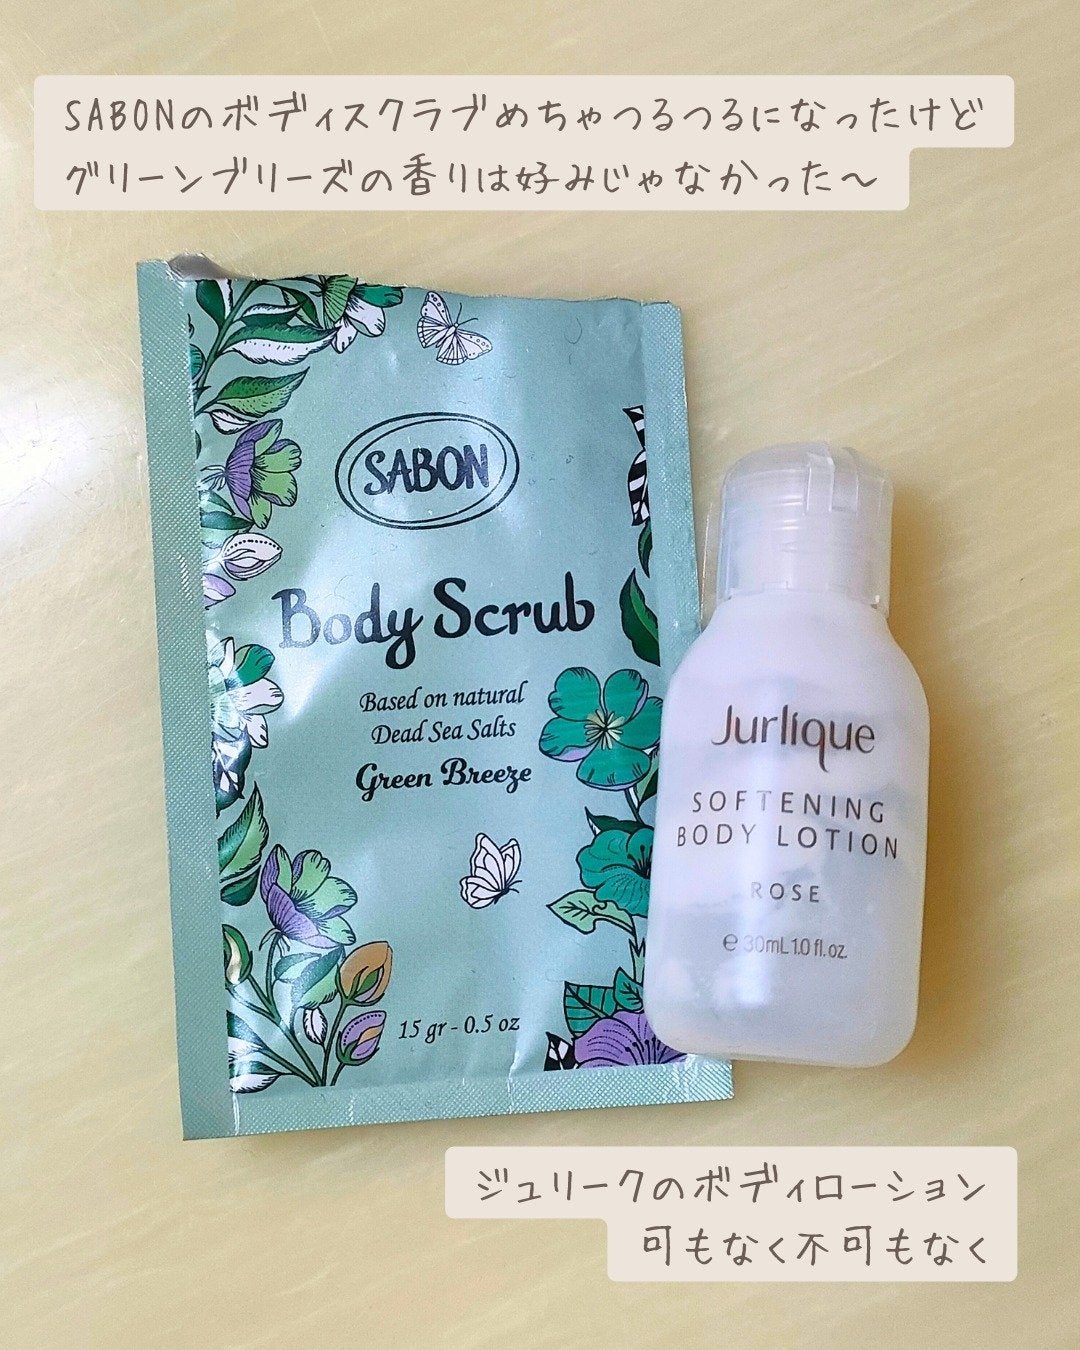 SABONのボディスクラブめちゃつるつるになったけど
グリーンブリーズの香りは好みじゃなかった～
SABON
Body Scrub
Based on natural
Dead Sea Salts
Green Breeze
15 gr - 0.5 oz
Jurlique
SOFTENING
BODY LOTION
ROSE
e 30mL 1.0 fl.oz.
ジュリークのボディローション
可もなく不可もなく